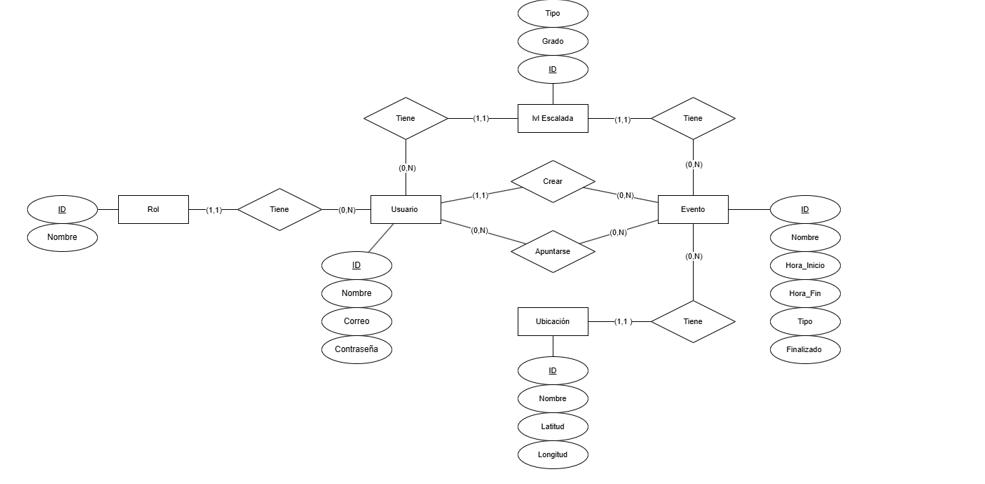 Tipo
Grado
ID
Tiene
(1,1)
lvl Escalada
(1,1)
Tiene
(0,N)
(0,N)
Crear
(1,1)
(0,N)
ID
Nombre
Rol
(1,1)
Tiene
(0,N)
Usuario
Evento
(0,N)
(0,N)
Apuntarse
ID
Nombre
Correo
Contraseña
ID
Nombre
Hora_Inicio
Hora_Fin
Tipo
Finalizado
(0,N)
Ubicación
(1,1 )
Tiene
ID
Nombre
Latitud
Longitud